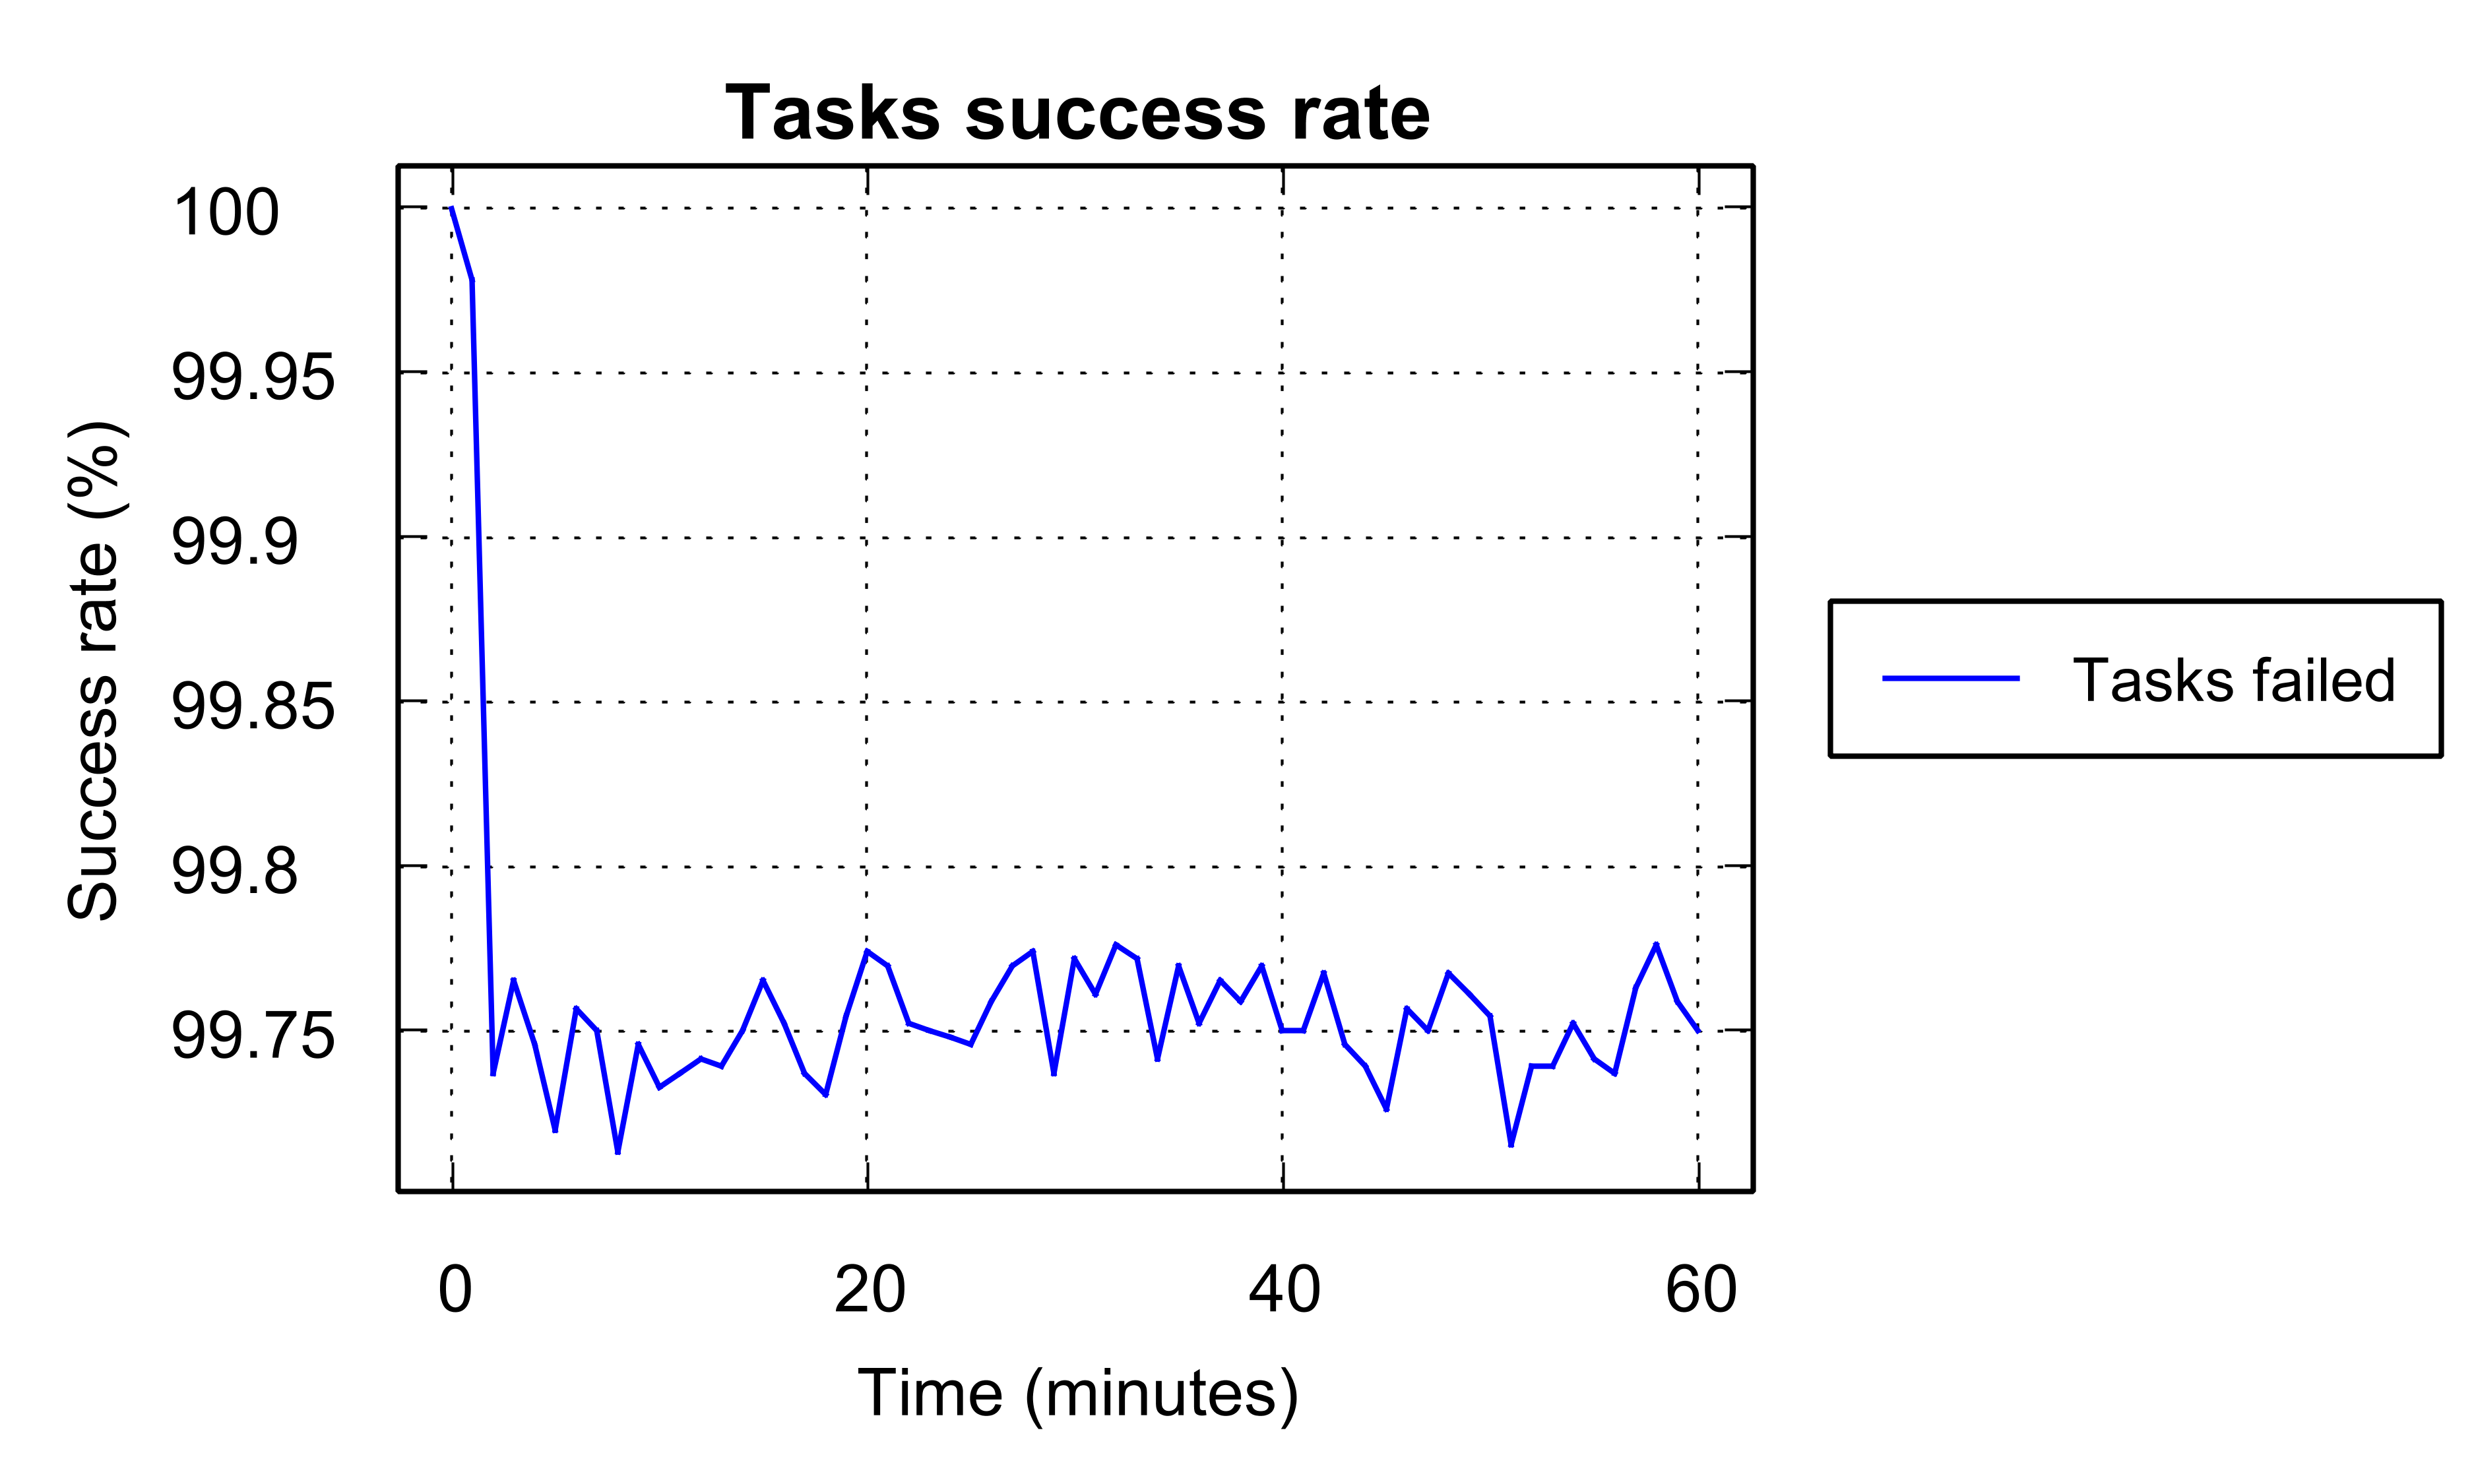 Tasks success rate
100
99.95
99.9
99.85
99.8
99.75
Success rate (%)
Tasks failed
0 20 40 60
Time (minutes)